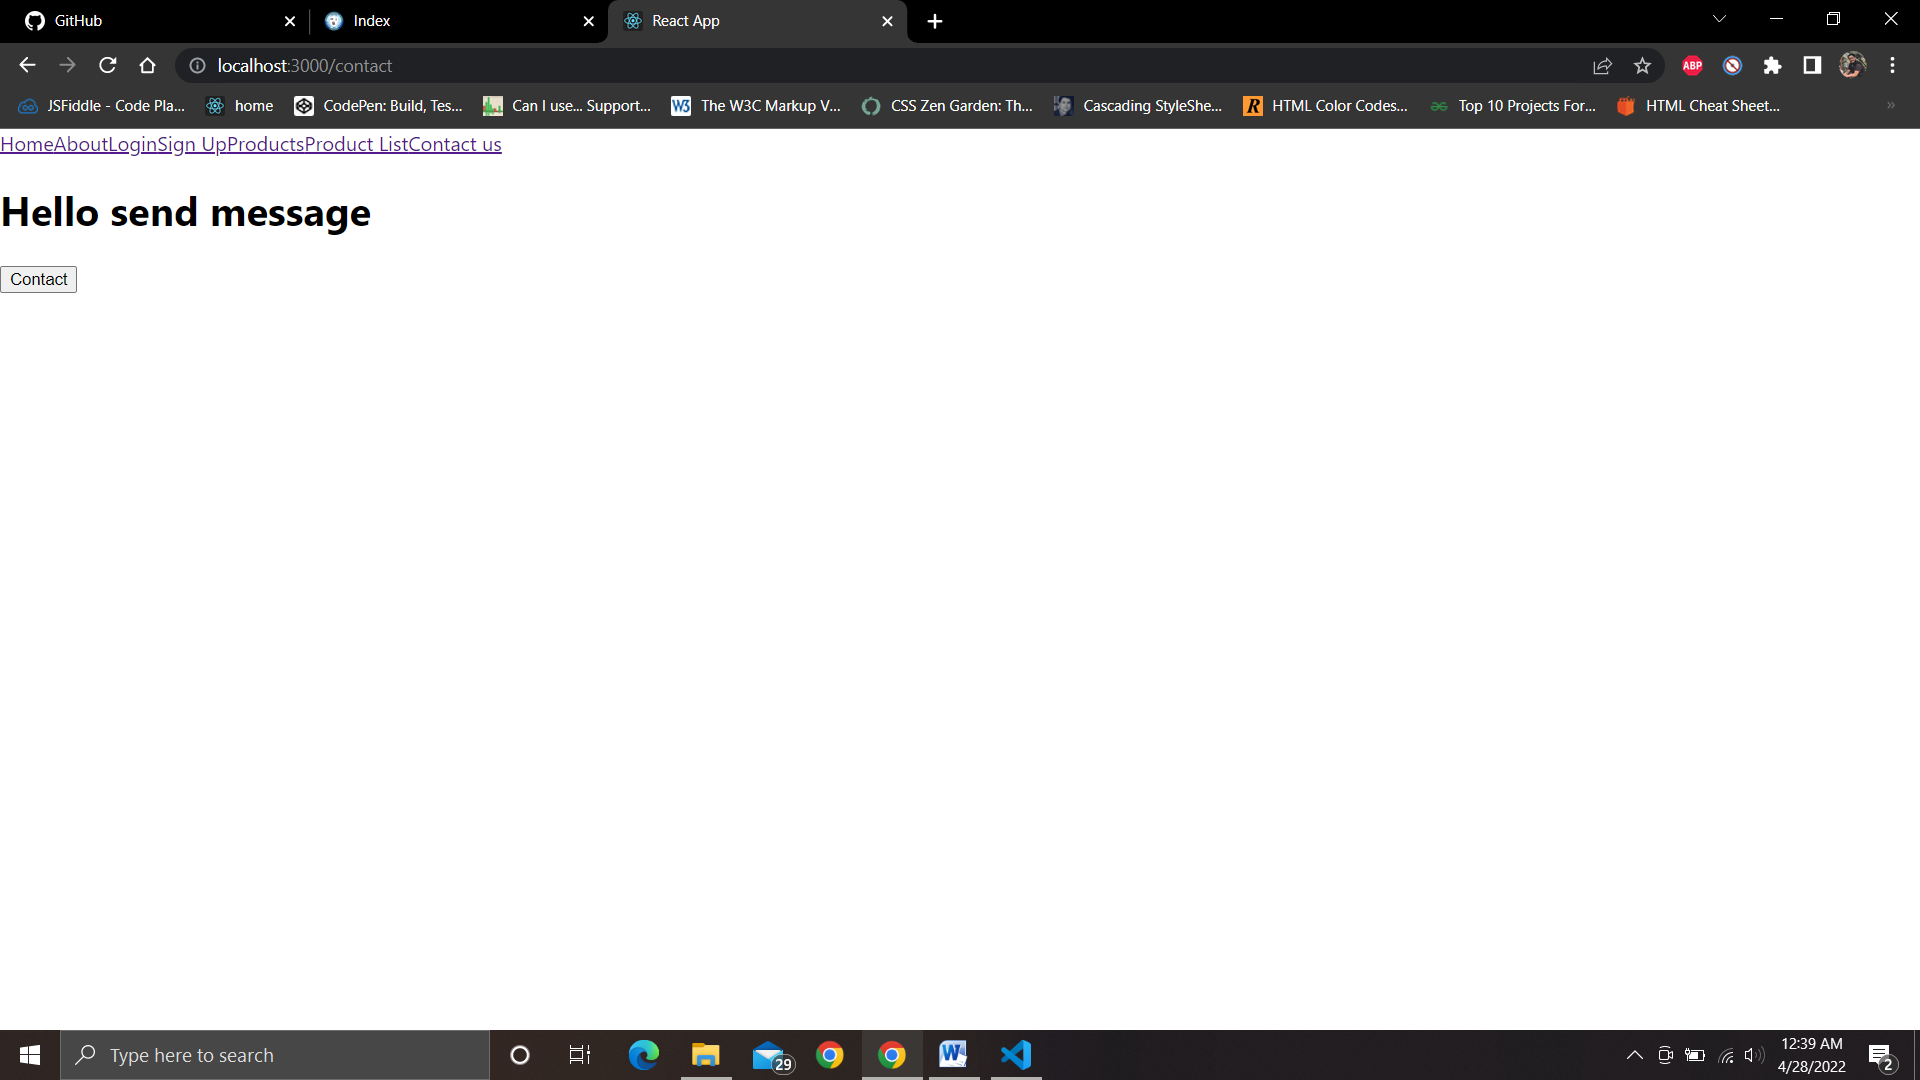 GitHub
Index
React App
localhost:3000/contact
ABP
JSFiddle - Code Pla...
home
CodePen: Build, Tes...
Can I use... Support...
W3
The W3C Markup V...
CSS Zen Garden: Th...
Cascading StyleShe...
R
HTML Color Codes...
Top 10 Projects For...
HTML Cheat Sheet...
»
HomeAboutLoginSign UpProductsProduct ListContact us
Hello send message
Contact
Type here to search
29
W
12:39 AM
4/28/2022
2